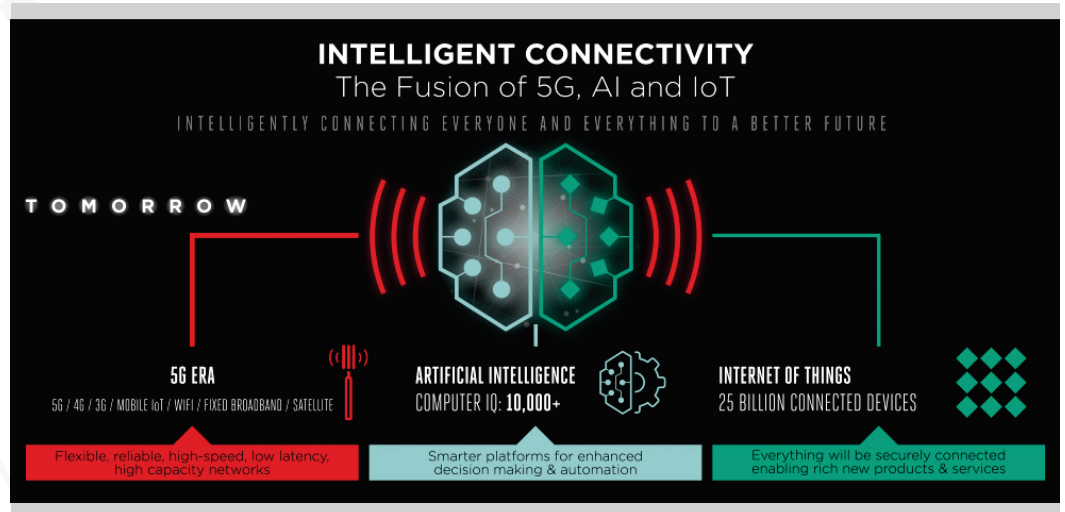 INTELLIGENT CONNECTIVITY
The Fusion of 5G, AI and IoT
INTELLIGENTLY CONNECTING EVERYONE AND EVERYTHING TO A BETTER FUTURE
TOMORROW
5G ERA
5G / 4G / 3G / MOBILE IoT / WIFI / FIXED BROADBAND / SATELLITE
Flexible, reliable, high-speed, low latency,
high capacity networks
ARTIFICIAL INTELLIGENCE
COMPUTER IQ: 10,000+
Smarter platforms for enhanced
decision making & automation
INTERNET OF THINGS
25 BILLION CONNECTED DEVICES
Everything will be securely connected
enabling rich new products & services